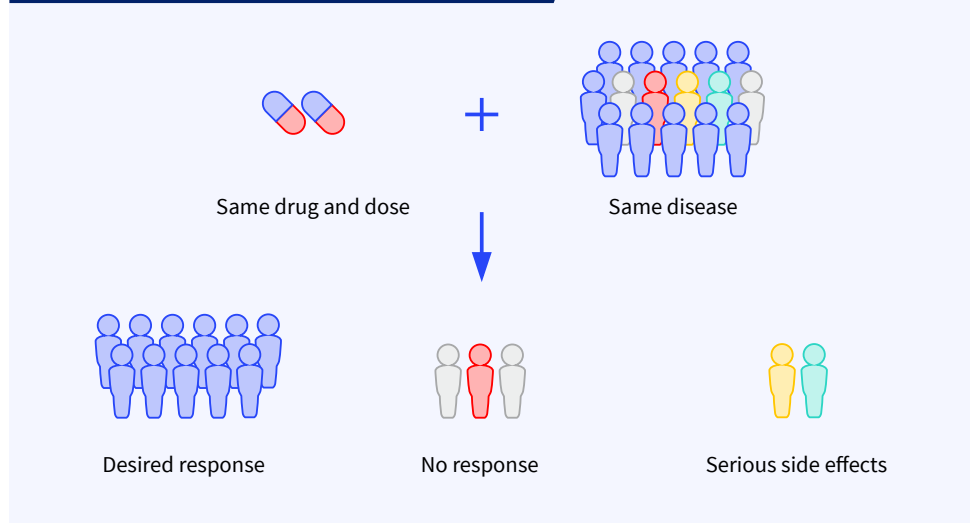 Same drug and dose
Same disease
Desired response
No response
Serious side effects